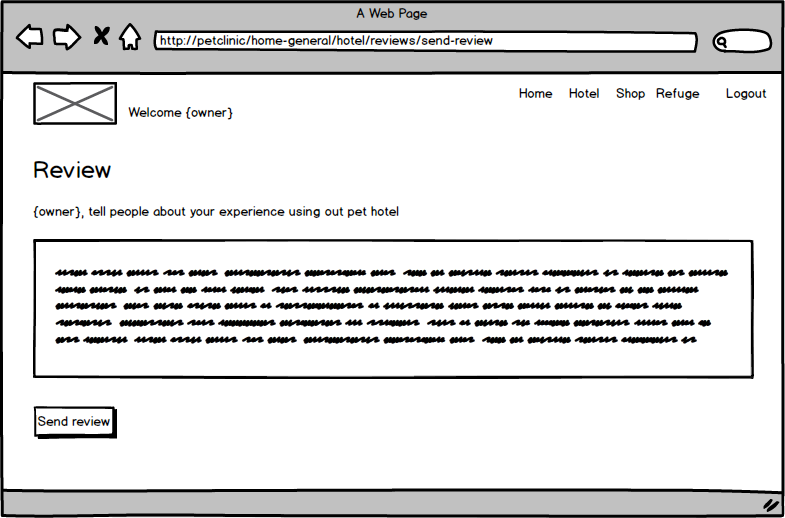 A Web Page
http://petclinic/home-general/hotel/reviews/send-review
Home Hotel Shop Refuge Logout
Welcome {owner}
Review
{owner}, tell people about your experience using out pet hotel
Send review